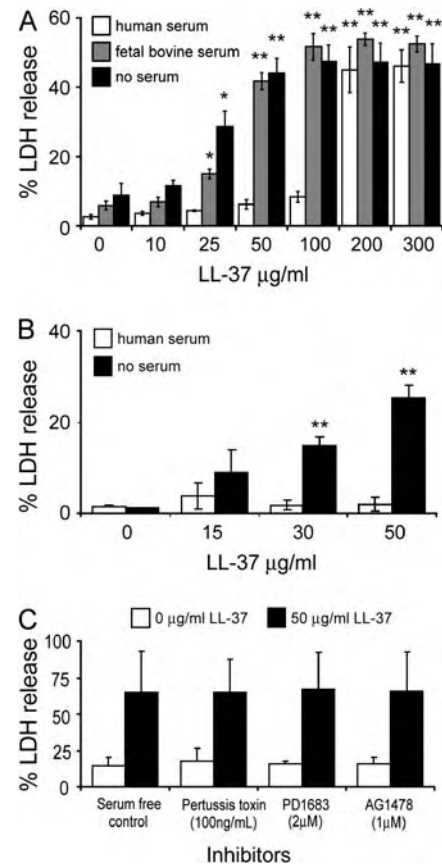 A
human serum
fetal bovine serum
no serum
% LDH release
60
40
20
0
* * ** ** ** ** ** ** ** ** ** **
0 10 25 50 100 200 300
LL-37 µg/ml
B
human serum
no serum
% LDH release
40
20
0
** **
0 15 30 50
LL-37 µg/ml
C
0 µg/ml LL-37 50 µg/ml LL-37
% LDH release
100
75
50
25
0
Serum free Pertussis toxin PD1683 AG1478
control (100ng/mL) (2µM) (1µM)
Inhibitors